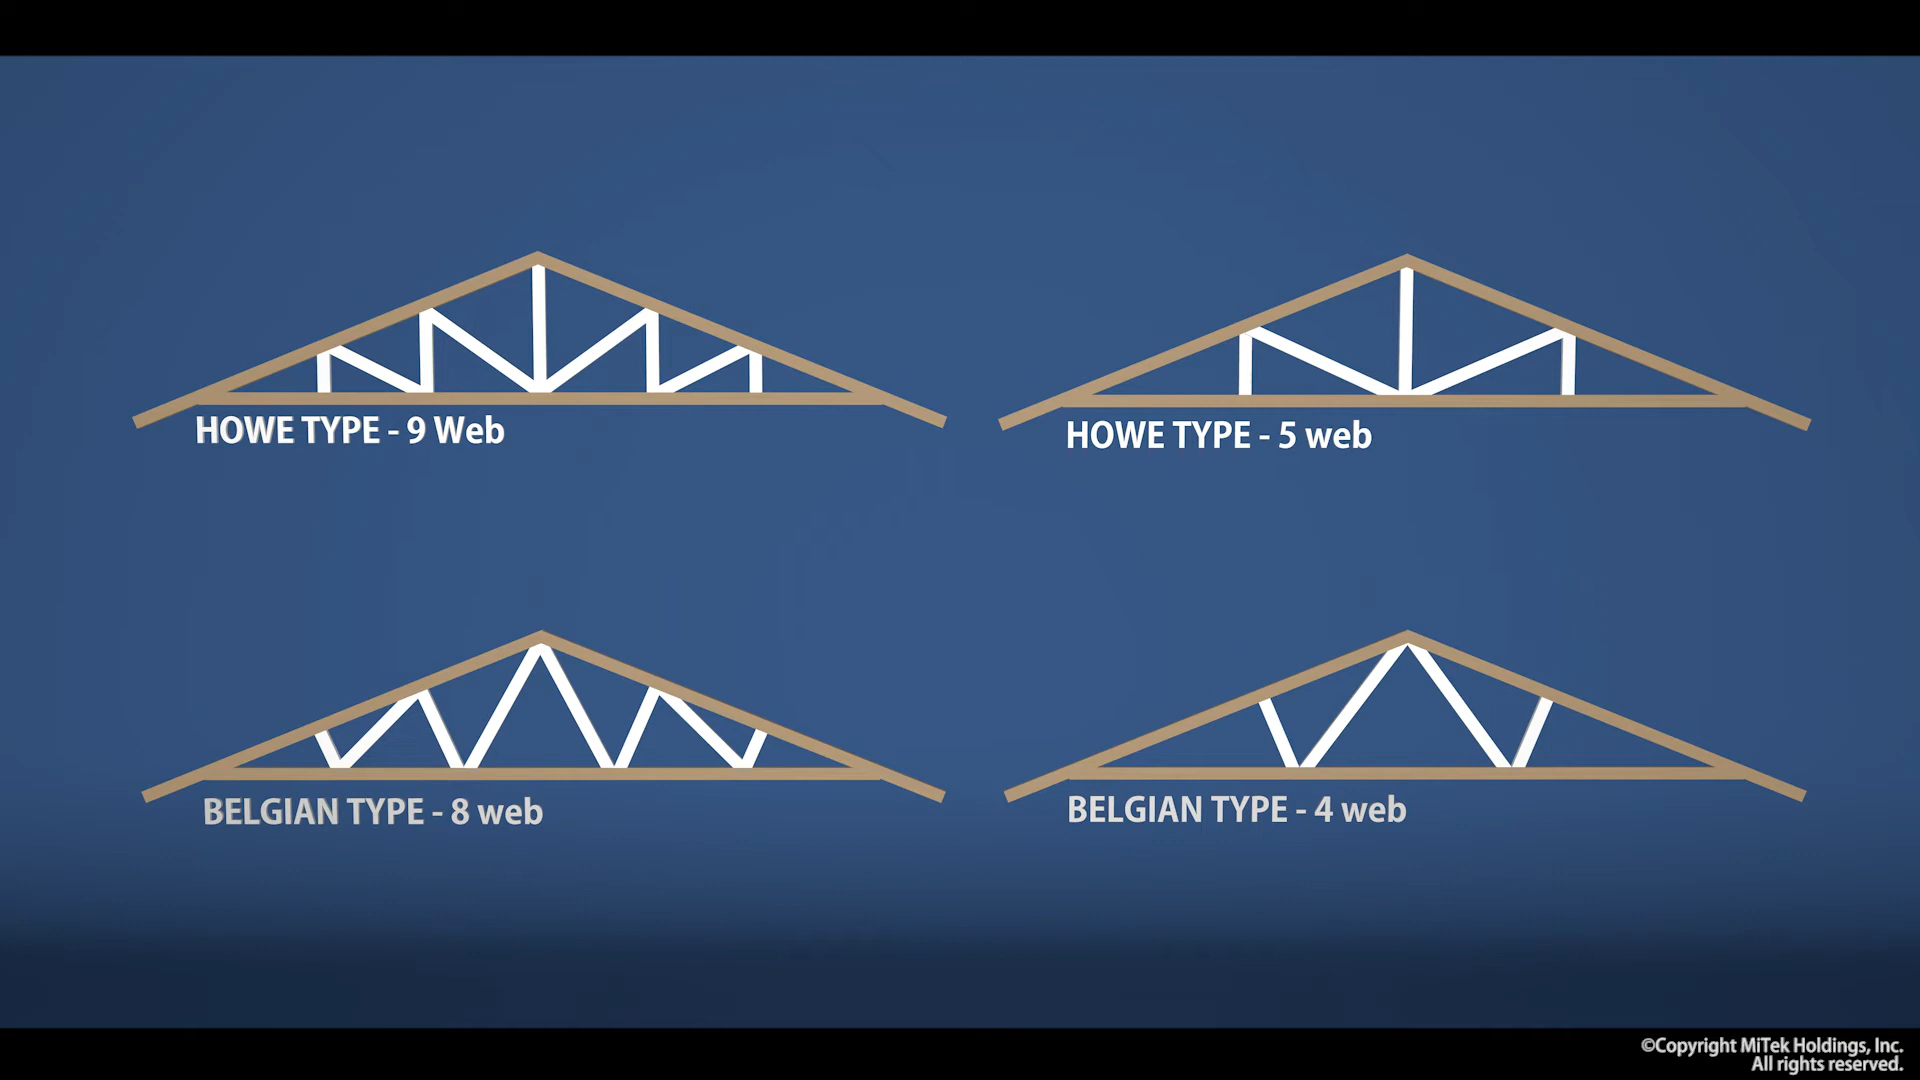 HOWE TYPE - 9 Web
HOWE TYPE - 5 web
BELGIAN TYPE - 8 web
BELGIAN TYPE - 4 web
©Copyright MiTek Holdings, Inc.
All rights reserved.